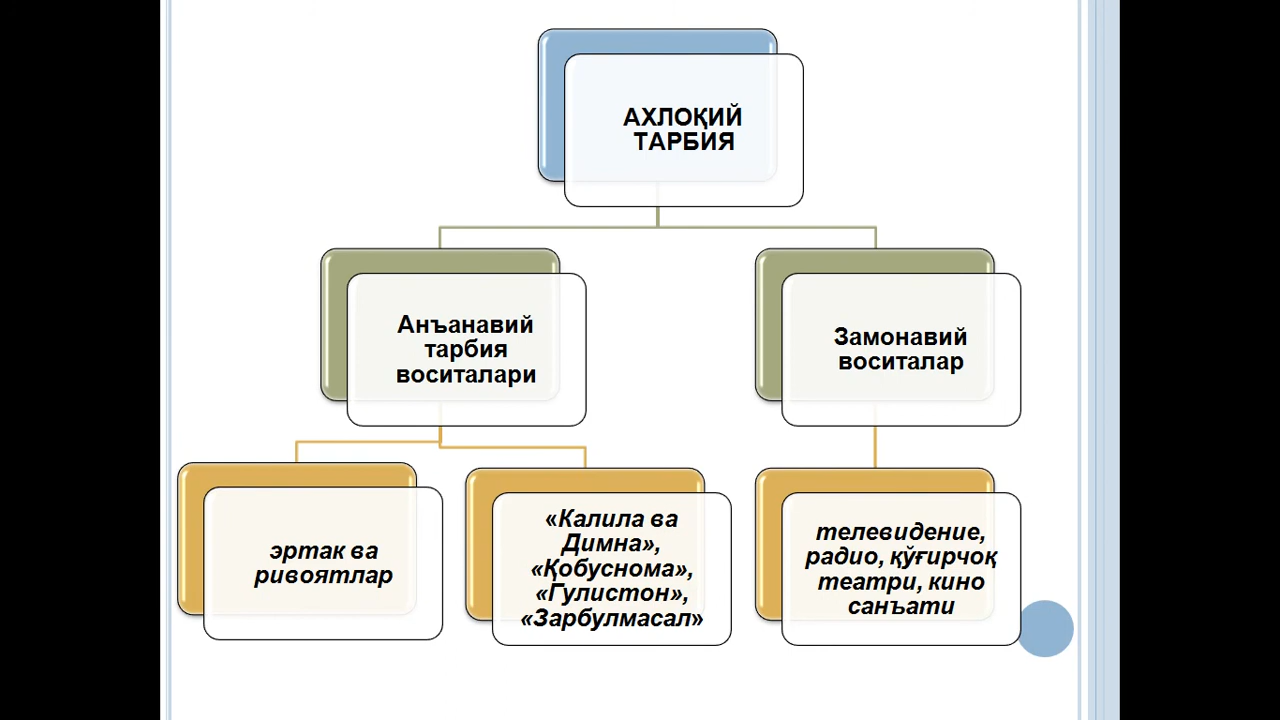 АХЛОҚИЙ
ТАРБИЯ
Анъанавий
тарбия
воситалари
Замонавий
воситалар
эртак ва
ривоятлар
«Калила ва
Димна»,
«Қобуснома»,
«Гулистон»,
«Зарбулмасал»
телевидение,
радио, қўғирчоқ
театри, кино
санъати